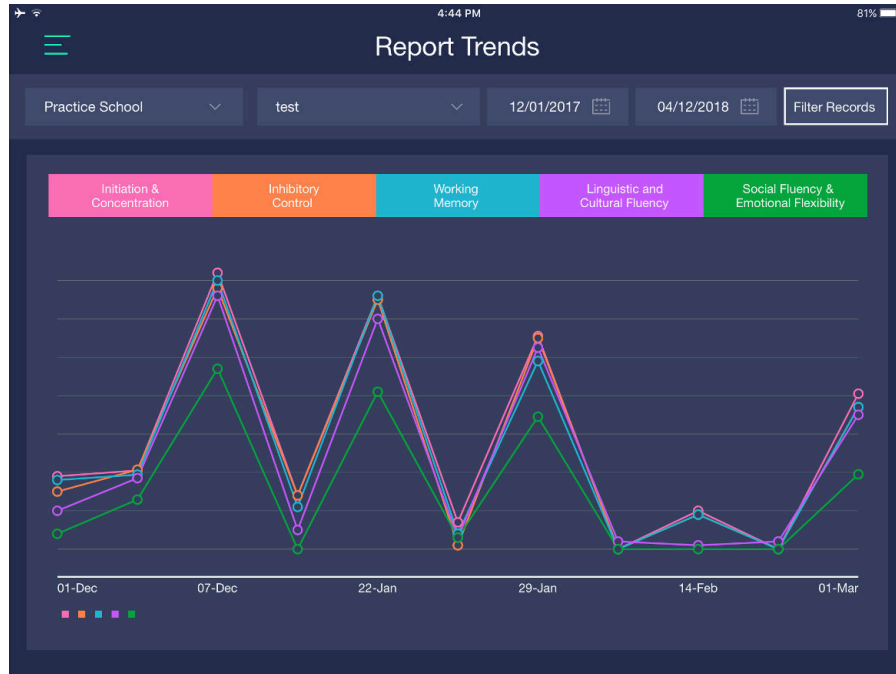 4:44 PM
81%
Report Trends
Practice School
test
12/01/2017
04/12/2018
Filter Records
Initiation &
Concentration
Inhibitory
Control
Working
Memory
Linguistic and
Cultural Fluency
Social Fluency &
Emotional Flexibility
01-Dec
07-Dec
22-Jan
29-Jan
14-Feb
01-Mar